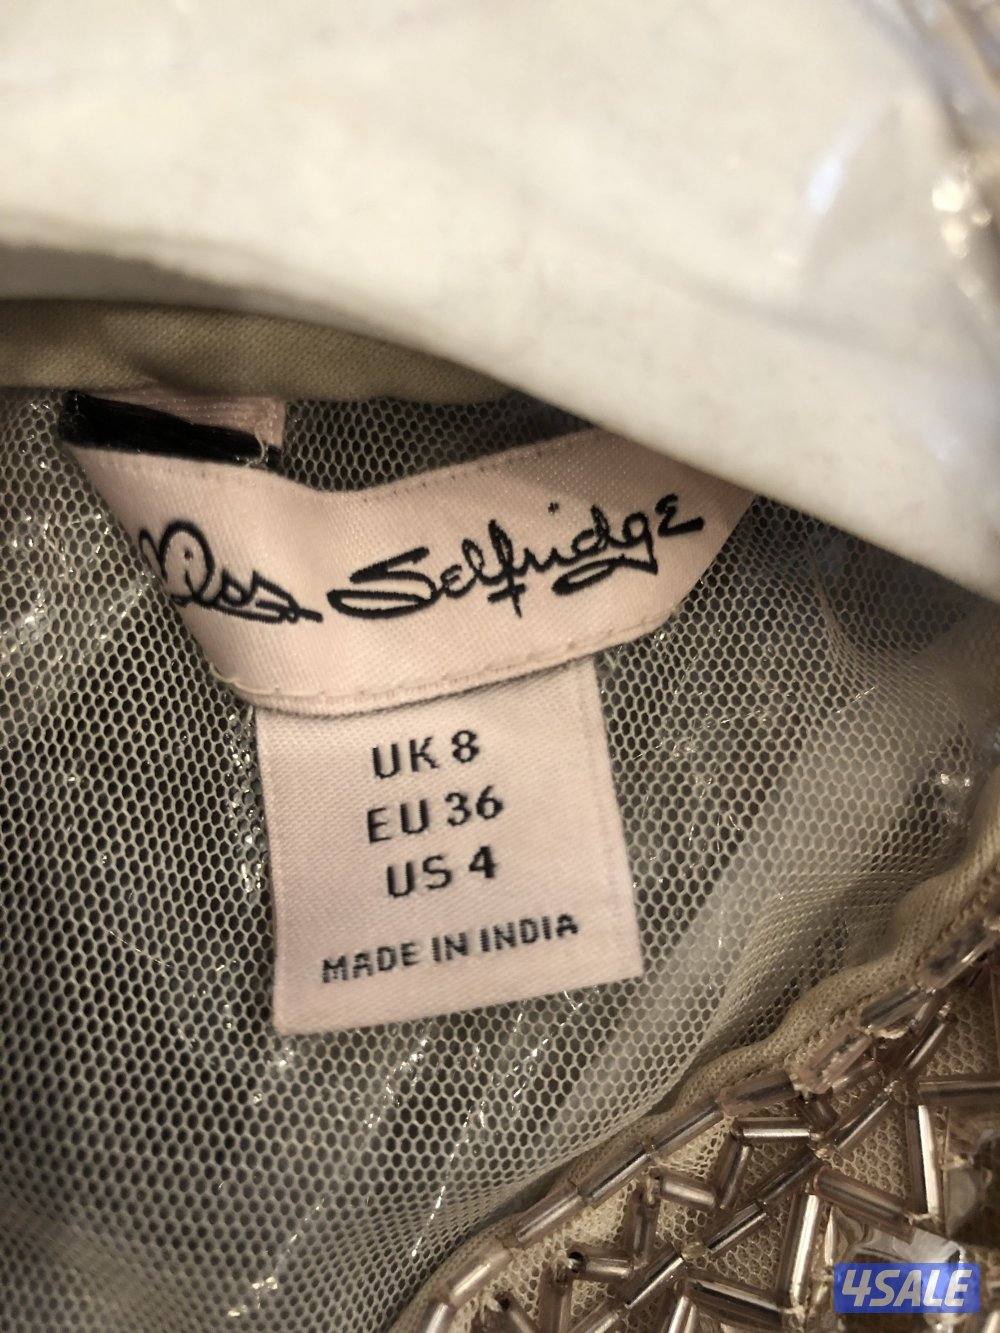 Miss Selfridge
UK 8
EU 36
US 4
MADE IN INDIA
4SALE